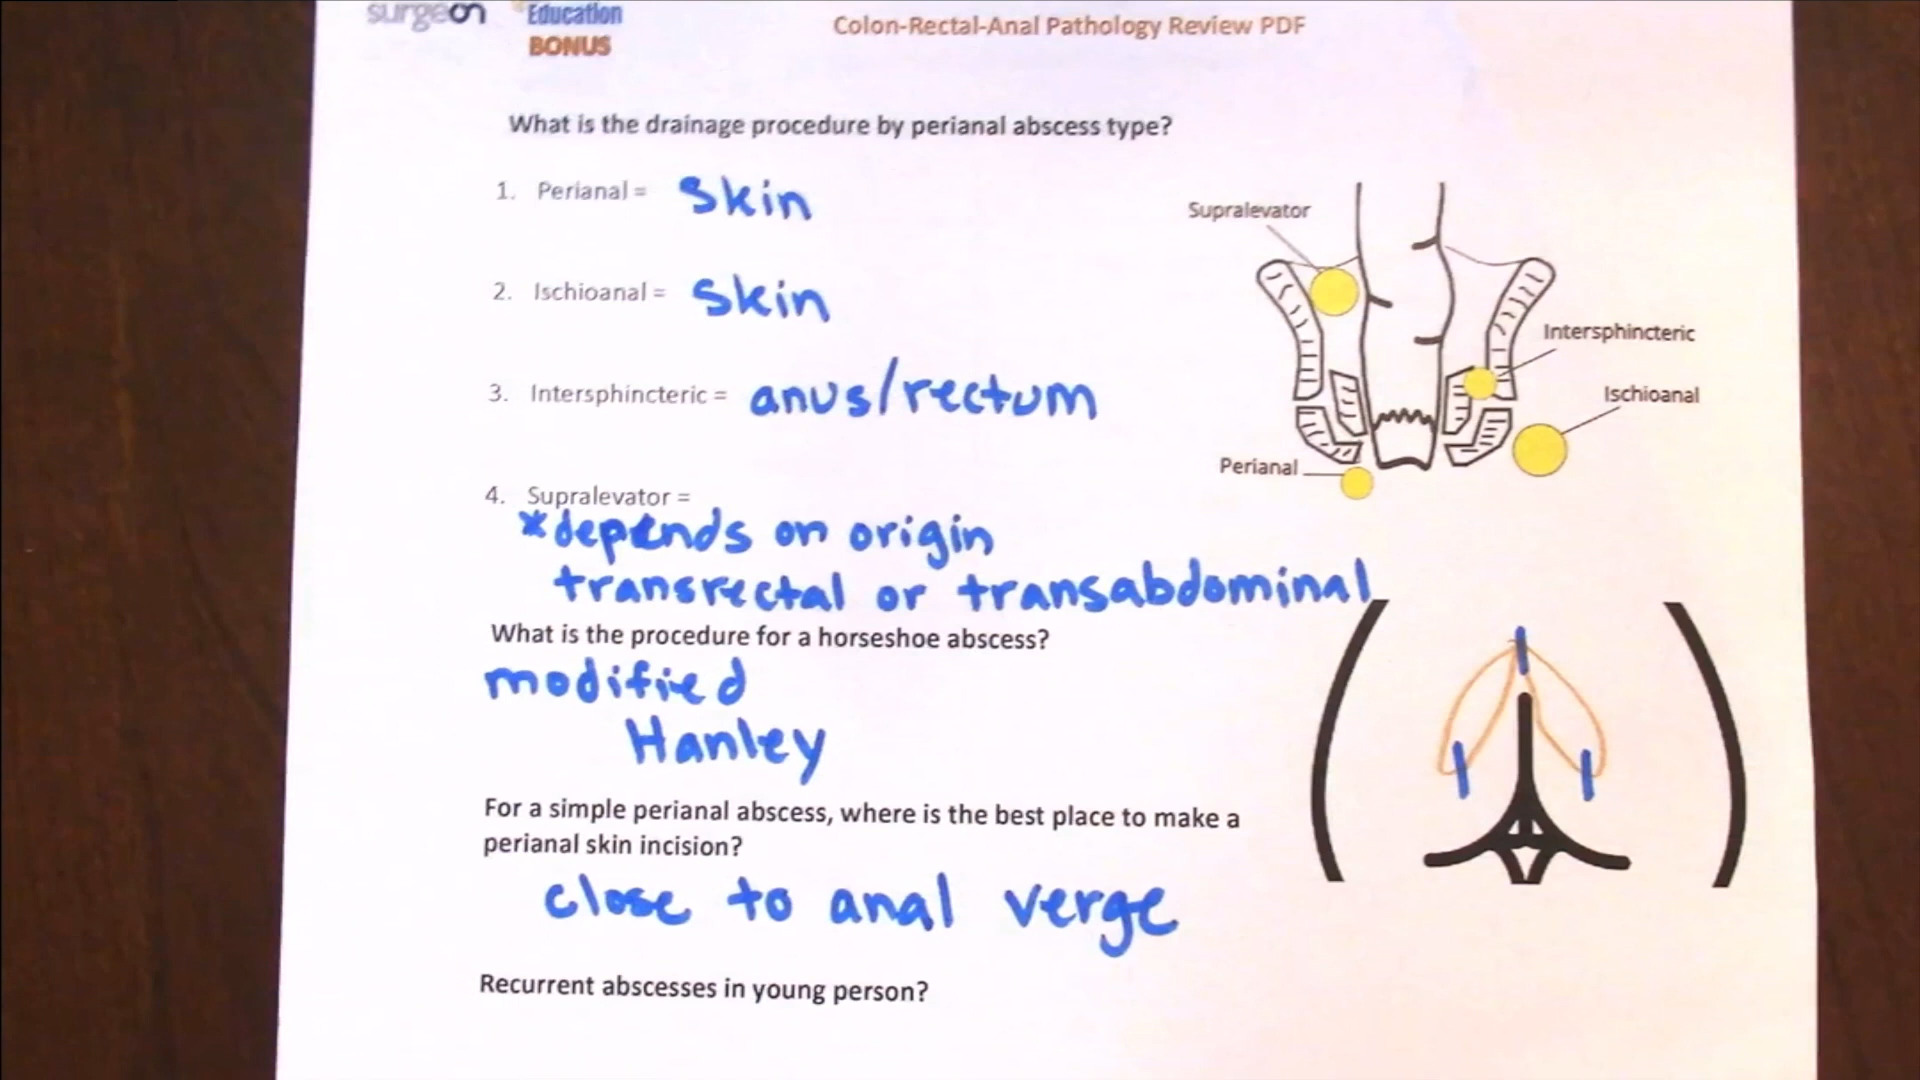 surgeon
Education
BONUS
Colon-Rectal-Anal Pathology Review PDF
What is the drainage procedure by perianal abscess type?
1. Perianal = skin
2. Ischioanal = skin
3. Intersphincteric = anus/rectum
4. Supralevator =
*depends on origin
transrectal or transabdominal
Supralevator
Intersphincteric
Ischioanal
Perianal
What is the procedure for a horseshoe abscess?
modified
Hanley
For a simple perianal abscess, where is the best place to make a
perianal skin incision?
close to anal verge
Recurrent abscesses in young person?